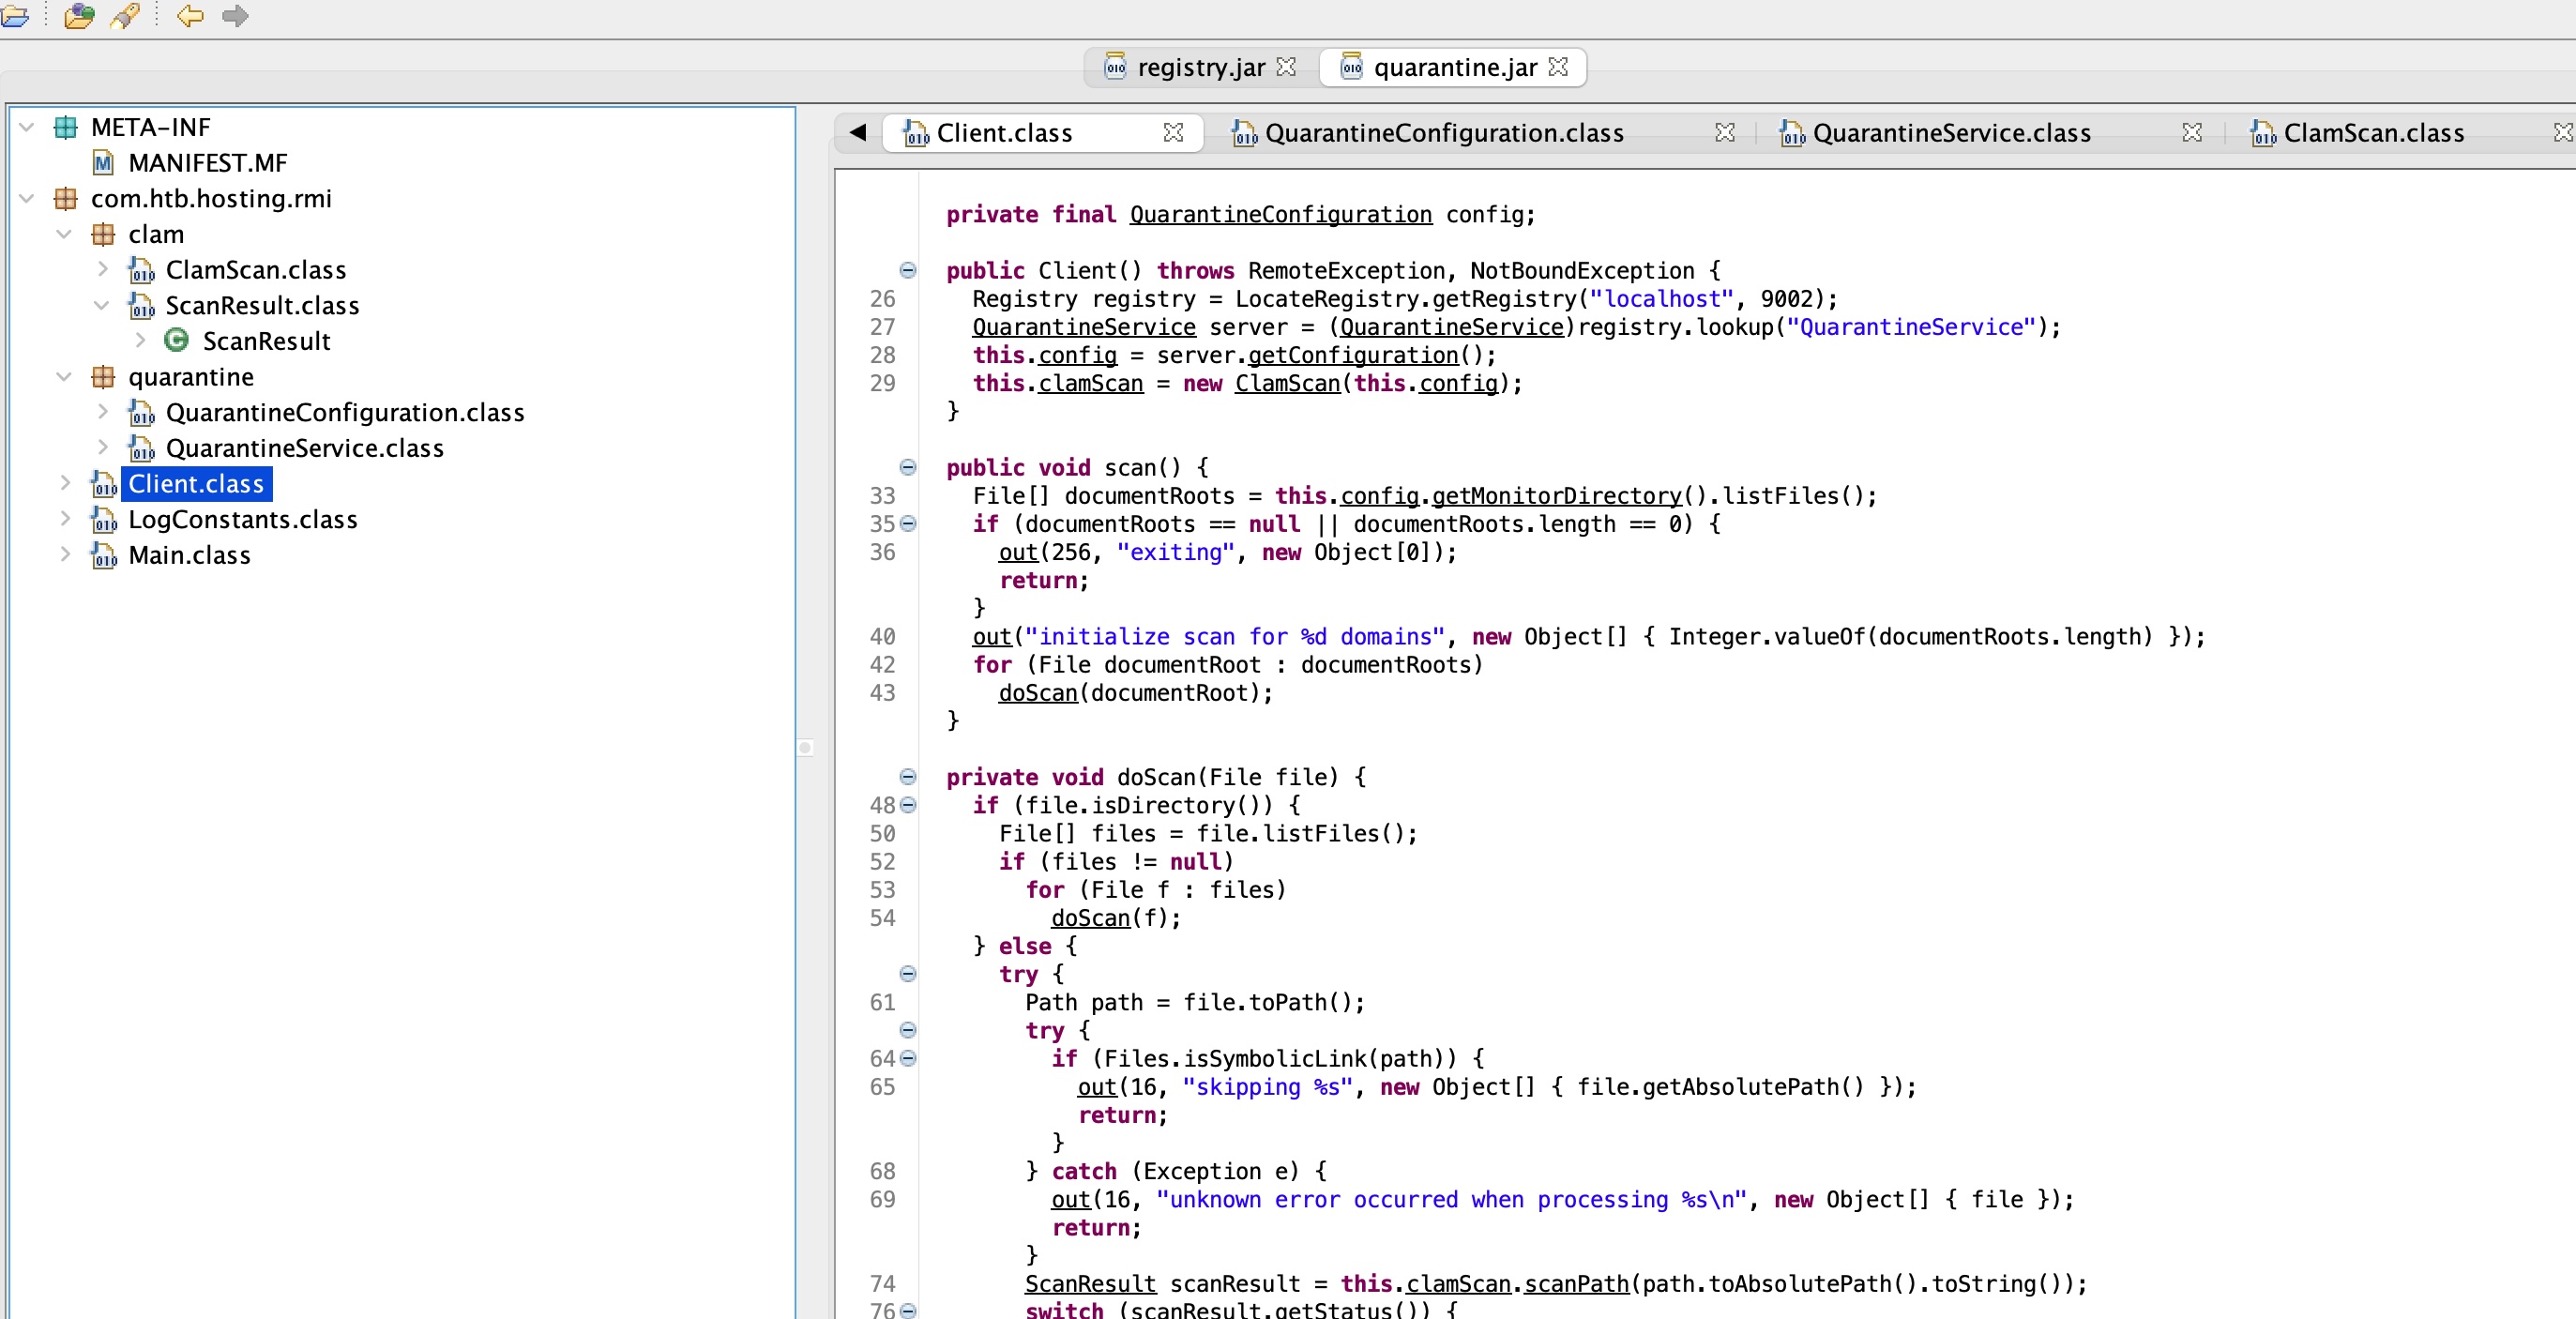 registry.jar
quarantine.jar
META-INF
MANIFEST.MF
com.htb.hosting.rmi
clam
ClamScan.class
ScanResult.class
ScanResult
quarantine
QuarantineConfiguration.class
QuarantineService.class
Client.class
LogConstants.class
Main.class
Client.class
QuarantineConfiguration.class
QuarantineService.class
ClamScan.class
private final QuarantineConfiguration config;
public Client() throws RemoteException, NotBoundException {
26 Registry registry = LocateRegistry.getRegistry("localhost", 9002);
27 QuarantineService server = (QuarantineService)registry.lookup("QuarantineService");
28 this.config = server.getConfiguration();
29 this.clamScan = new ClamScan(this.config);
}
public void scan() {
33 File[] documentRoots = this.config.getMonitorDirectory().listFiles();
35 if (documentRoots == null || documentRoots.length == 0) {
36 out(256, "exiting", new Object[0]);
return;
}
40 out("initialize scan for %d domains", new Object[] { Integer.valueOf(documentRoots.length) });
42 for (File documentRoot : documentRoots)
43 doScan(documentRoot);
}
private void doScan(File file) {
48 if (file.isDirectory()) {
50 File[] files = file.listFiles();
52 if (files != null)
53 for (File f : files)
54 doScan(f);
} else {
try {
61 Path path = file.toPath();
try {
64 if (Files.isSymbolicLink(path)) {
65 out(16, "skipping %s", new Object[] { file.getAbsolutePath() });
return;
}
68 } catch (Exception e) {
69 out(16, "unknown error occurred when processing %s\n", new Object[] { file });
return;
}
74 ScanResult scanResult = this.clamScan.scanPath(path.toAbsolutePath().toString());
76 switch (scanResult.getStatus()) {